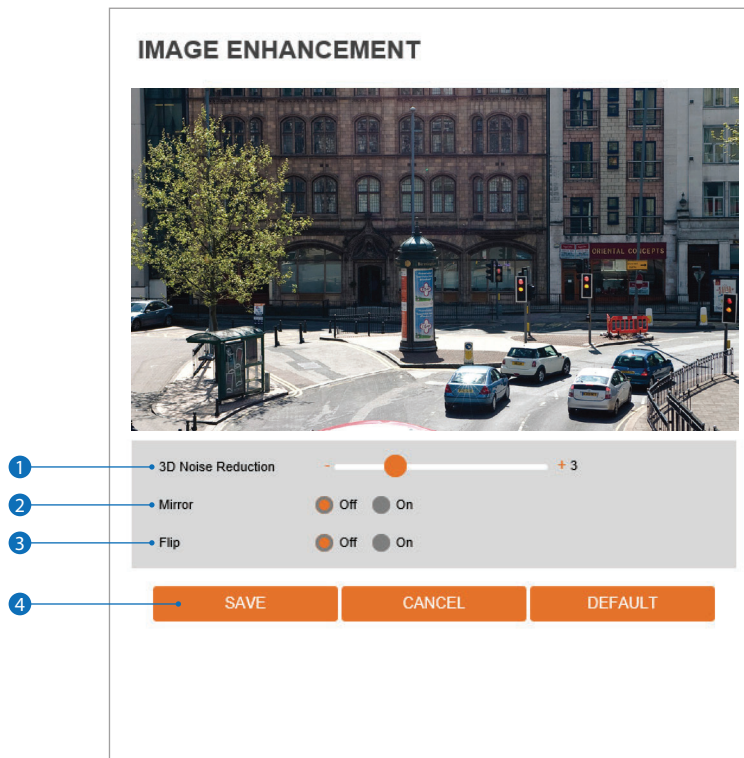 IMAGE ENHANCEMENT
ORIENTAL CONCEPTS
1 3D Noise Reduction - + 3
2 Mirror Off On
3 Flip Off On
4 SAVE CANCEL DEFAULT